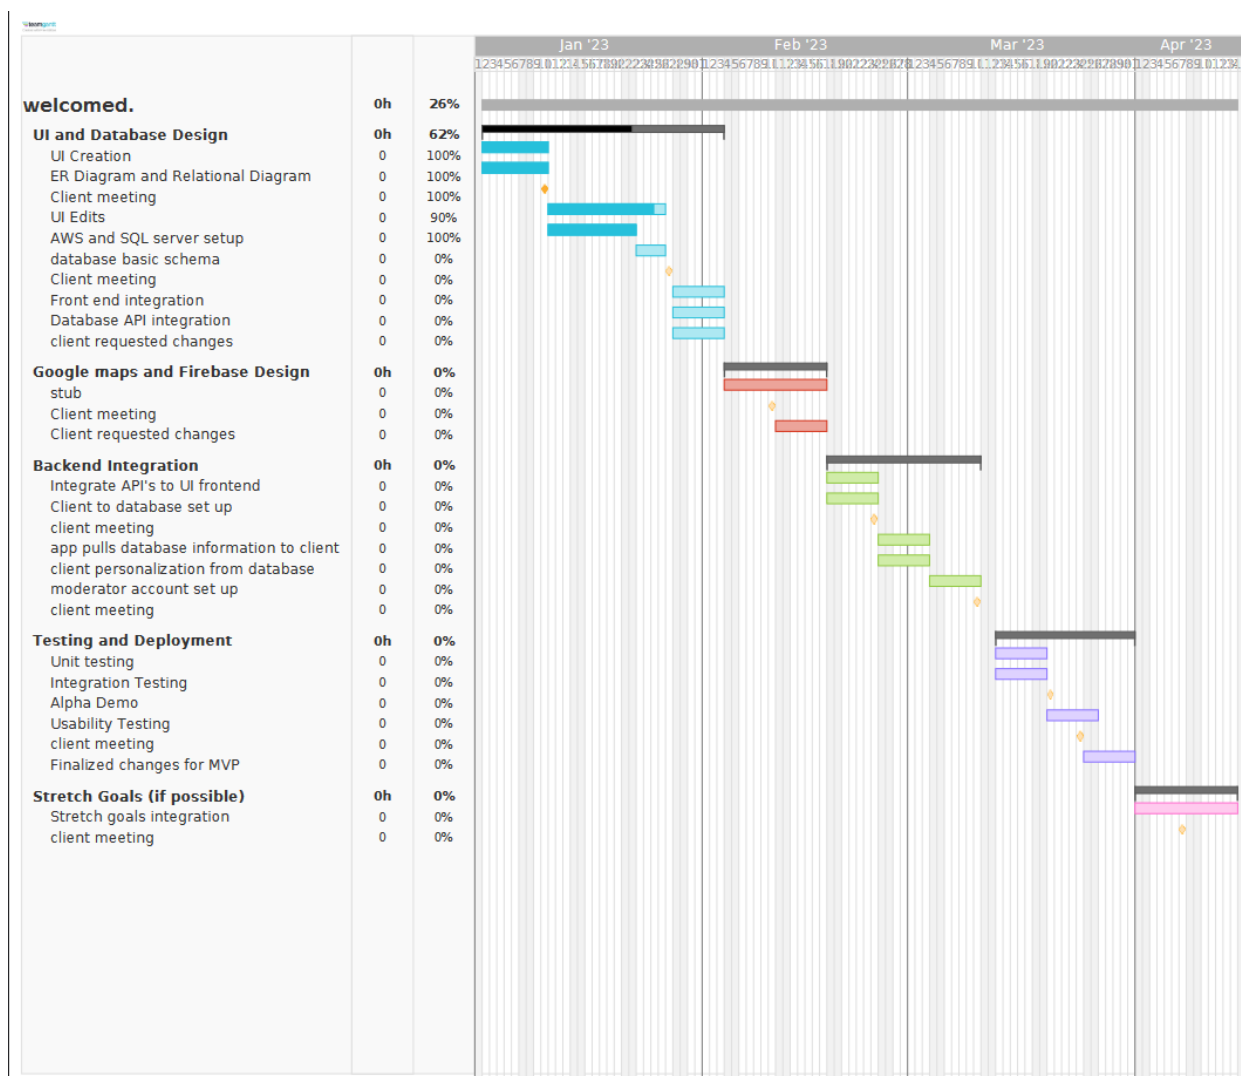 teamgantt
Jan '23 Feb '23 Mar '23 Apr '23
welcomed. 0h 26%
UI and Database Design 0h 62%
UI Creation 0 100%
ER Diagram and Relational Diagram 0 100%
Client meeting 0 100%
UI Edits 0 90%
AWS and SQL server setup 0 100%
database basic schema 0 0%
Client meeting 0 0%
Front end integration 0 0%
Database API integration 0 0%
client requested changes 0 0%
Google maps and Firebase Design 0h 0%
stub 0 0%
Client meeting 0 0%
Client requested changes 0 0%
Backend Integration 0h 0%
Integrate API's to UI frontend 0 0%
Client to database set up 0 0%
client meeting 0 0%
app pulls database information to client 0 0%
client personalization from database 0 0%
moderator account set up 0 0%
client meeting 0 0%
Testing and Deployment 0h 0%
Unit testing 0 0%
Integration Testing 0 0%
Alpha Demo 0 0%
Usability Testing 0 0%
client meeting 0 0%
Finalized changes for MVP 0 0%
Stretch Goals (if possible) 0h 0%
Stretch goals integration 0 0%
client meeting 0 0%